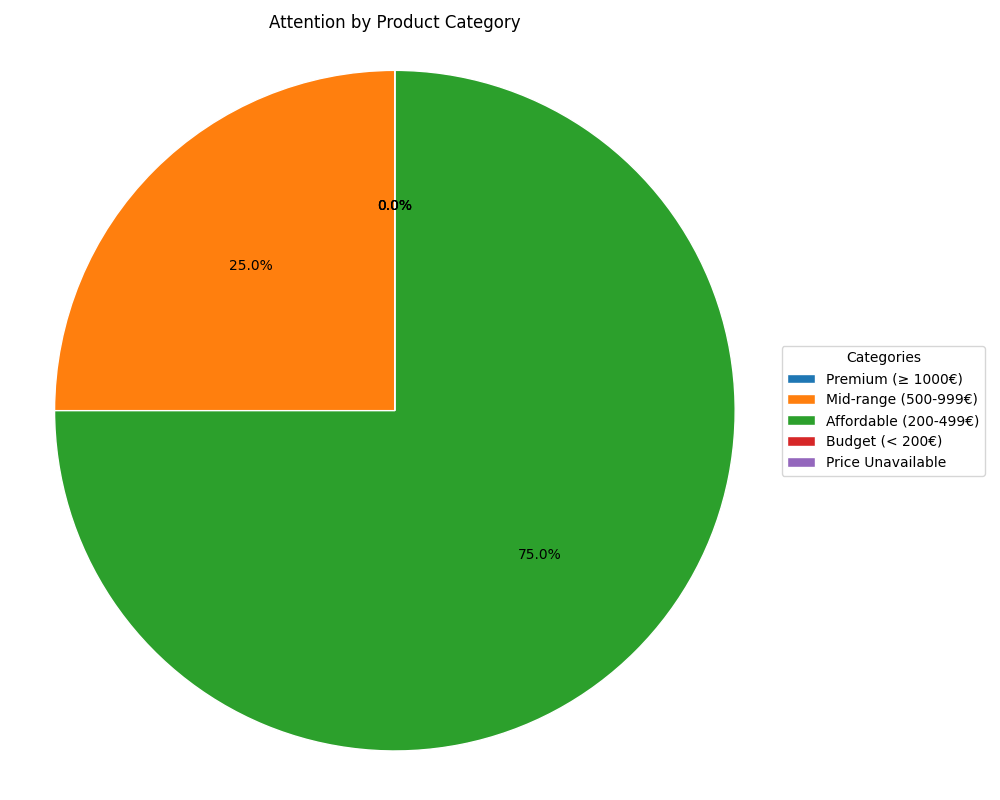 Attention by Product Category
0.0%
25.0%
75.0%
Categories
Premium (≥ 1000€)
Mid-range (500-999€)
Affordable (200-499€)
Budget (< 200€)
Price Unavailable